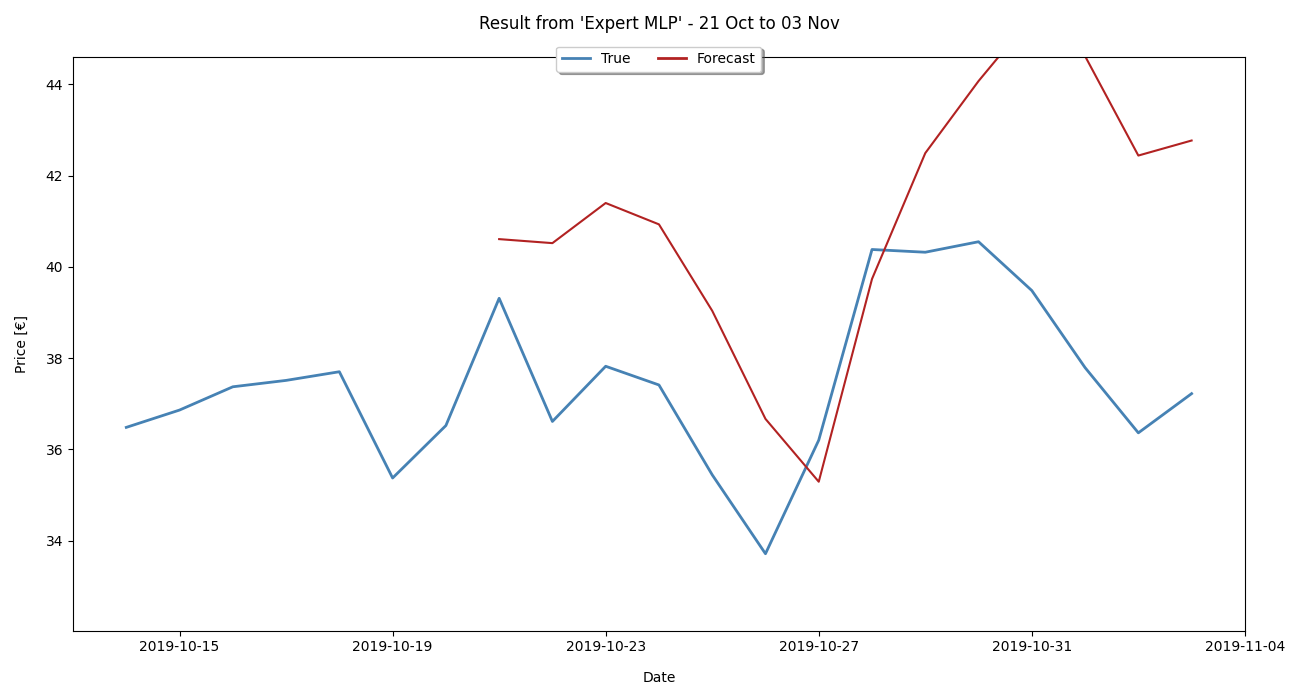 Result from 'Expert MLP' - 21 Oct to 03 Nov
True Forecast
44
42
40
38
36
34
Price [€]
2019-10-15 2019-10-19 2019-10-23 2019-10-27 2019-10-31 2019-11-04
Date